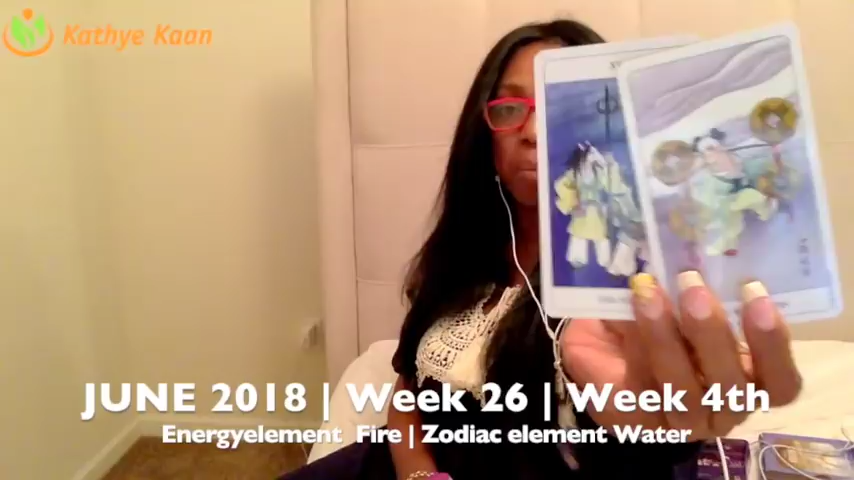 Kathye Kaan
JUNE 2018 | Week 26 | Week 4th
Energyelement Fire | Zodiac element Water